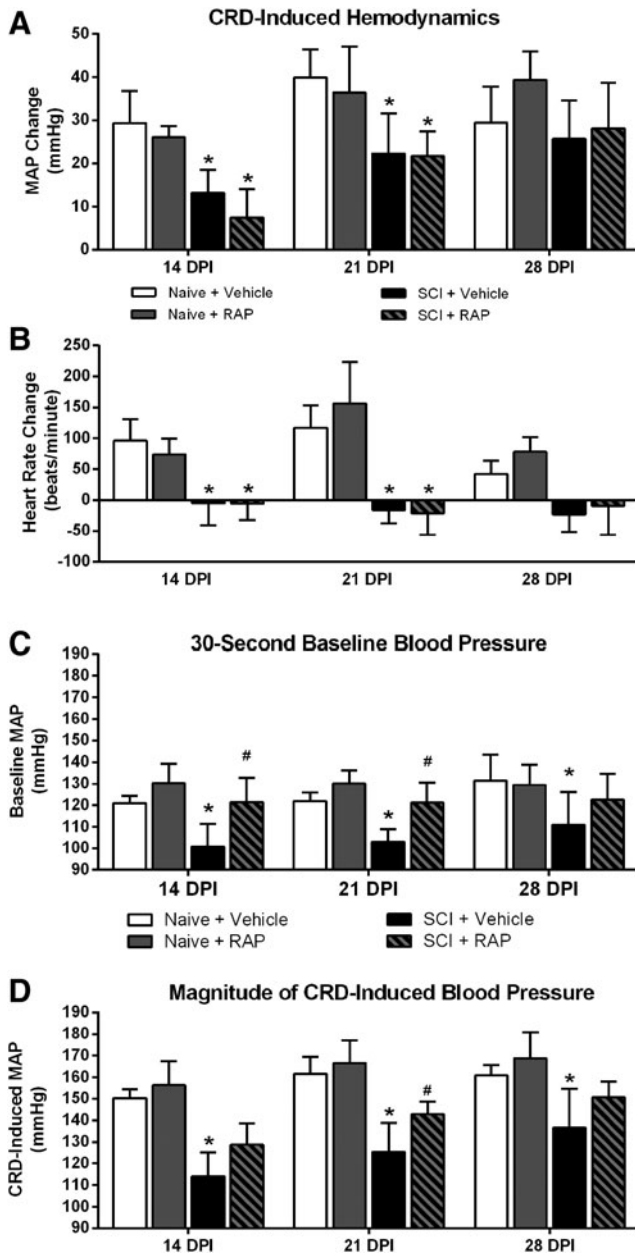 A
CRD-Induced Hemodynamics
MAP Change
(mmHg)
50
40
30
20
10
0
* * * *
14 DPI 21 DPI 28 DPI
Naive + Vehicle SCI + Vehicle
Naive + RAP SCI + RAP
B
Heart Rate Change
(beats/minute)
250
200
150
100
50
0
-50
-100
* * * *
14 DPI 21 DPI 28 DPI
C
30-Second Baseline Blood Pressure
Baseline MAP
(mmHg)
190
180
170
160
150
140
130
120
110
100
90
* # * # *
14 DPI 21 DPI 28 DPI
Naive + Vehicle SCI + Vehicle
Naive + RAP SCI + RAP
D
Magnitude of CRD-Induced Blood Pressure
CRD-Induced MAP
(mmHg)
190
180
170
160
150
140
130
120
110
100
90
* * # *
14 DPI 21 DPI 28 DPI